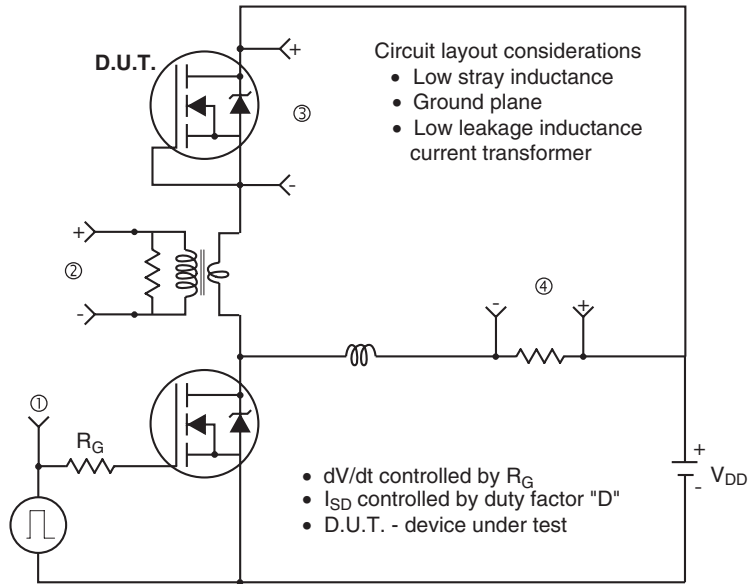 D.U.T.
+
③
-
Circuit layout considerations
• Low stray inductance
• Ground plane
• Low leakage inductance
current transformer
+
②
-
④
-
+
①
RG
+
VDD
-
• dV/dt controlled by RG
• ISD controlled by duty factor "D"
• D.U.T. - device under test